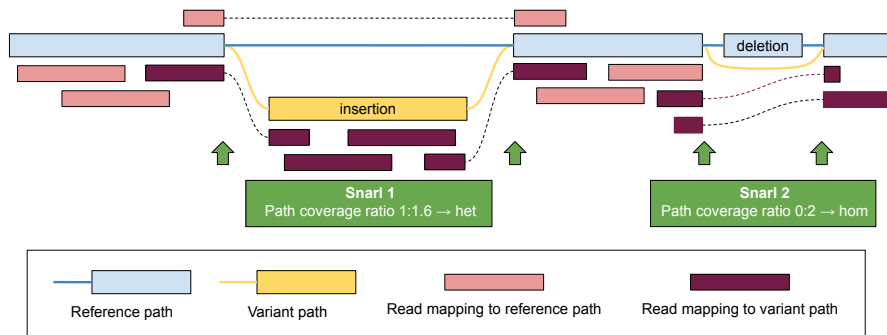 deletion
insertion
Snarl 1
Path coverage ratio 1:1.6 → het
Snarl 2
Path coverage ratio 0:2 → hom
Reference path
Variant path
Read mapping to reference path
Read mapping to variant path